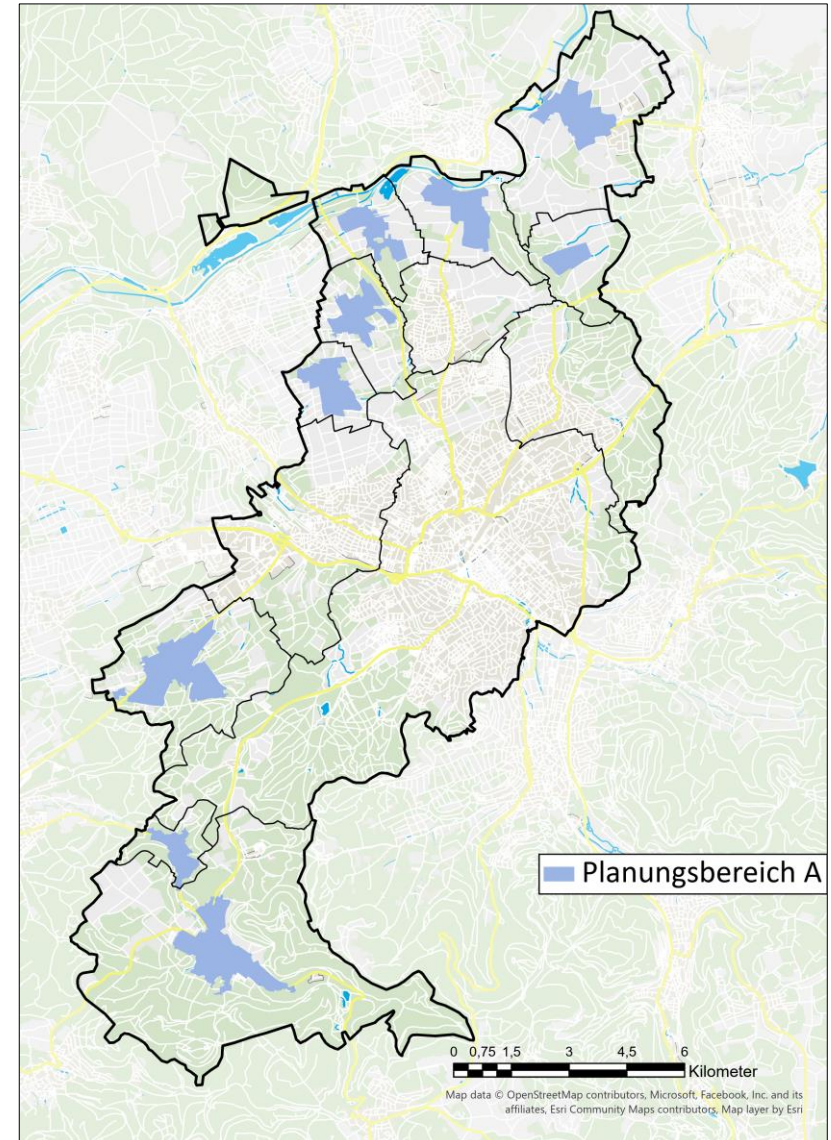 Planungsbereich A
0 0,75 1,5 3 4,5 6
Kilometer
Map data © OpenStreetMap contributors, Microsoft, Facebook, Inc. and its
affiliates, Esri Community Maps contributors, Map layer by Esri